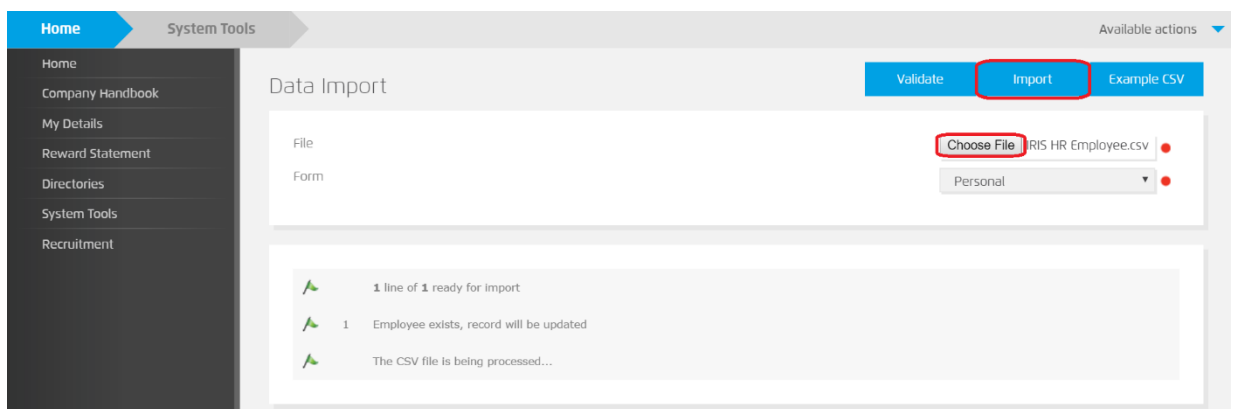 Home System Tools Available actions
Home
Company Handbook
My Details
Reward Statement
Directories
System Tools
Recruitment
Data Import
Validate Import Example CSV
File Choose File IRIS HR Employee.csv
Form Personal
1 line of 1 ready for import
1 Employee exists, record will be updated
The CSV file is being processed...